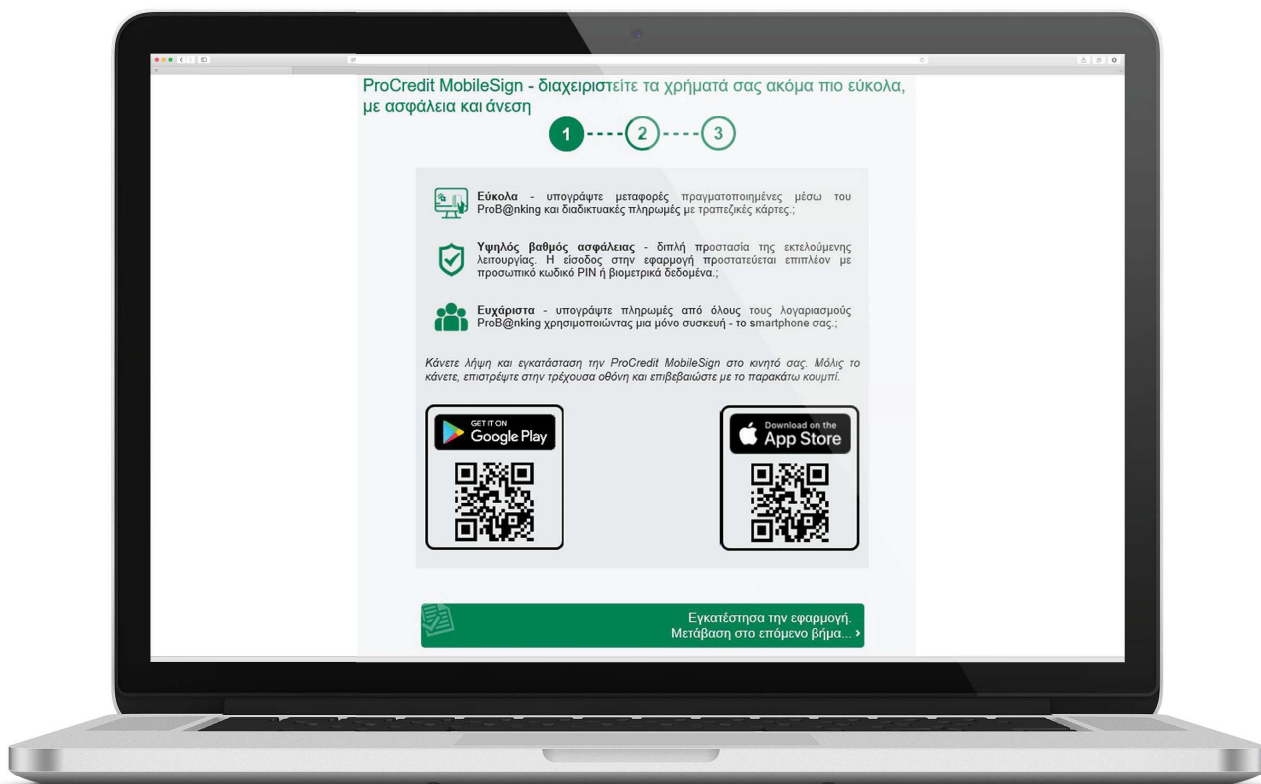 ProCredit MobileSign - διαχειριστείτε τα χρήματά σας ακόμα πιο εύκολα,
με ασφάλεια και άνεση
1 2 3
Εύκολα - υπογράψτε μεταφορές πραγματοποιημένες μέσω του
ProB@nking και διαδικτυακές πληρωμές με τραπεζικές κάρτες.;
Υψηλός βαθμός ασφάλειας - διπλή προστασία της εκτελούμενης
λειτουργίας. Η είσοδος στην εφαρμογή προστατεύεται επιπλέον με
προσωπικό κωδικό PIN ή βιομετρικά δεδομένα.;
Ευχάριστα - υπογράψτε πληρωμές από όλους τους λογαριασμούς
ProB@nking χρησιμοποιώντας μια μόνο συσκευή - το smartphone σας.;
Κάνετε λήψη και εγκατάσταση την ProCredit MobileSign στο κινητό σας. Μόλις το
κάνετε, επιστρέψτε στην τρέχουσα οθόνη και επιβεβαιώστε με το παρακάτω κουμπί.
GET IT ON
Google Play
Download on the
App Store
Εγκατέστησα την εφαρμογή.
Μετάβαση στο επόμενο βήμα... >